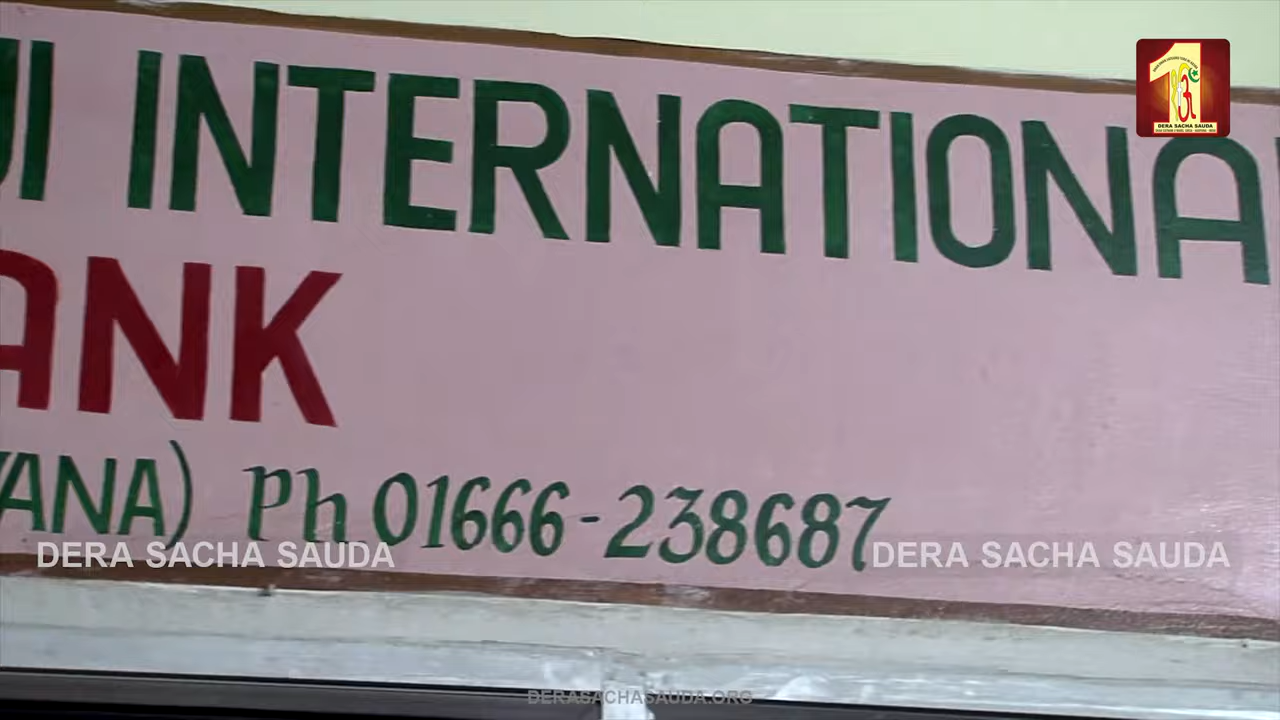 JI INTERNATIONA
ANK
YANA) Ph 01666-238687
DERA SACHA SAUDA
DERA SACHA SAUDA
DERA SACHA SAUDA
DERASACHASAUDA.ORG